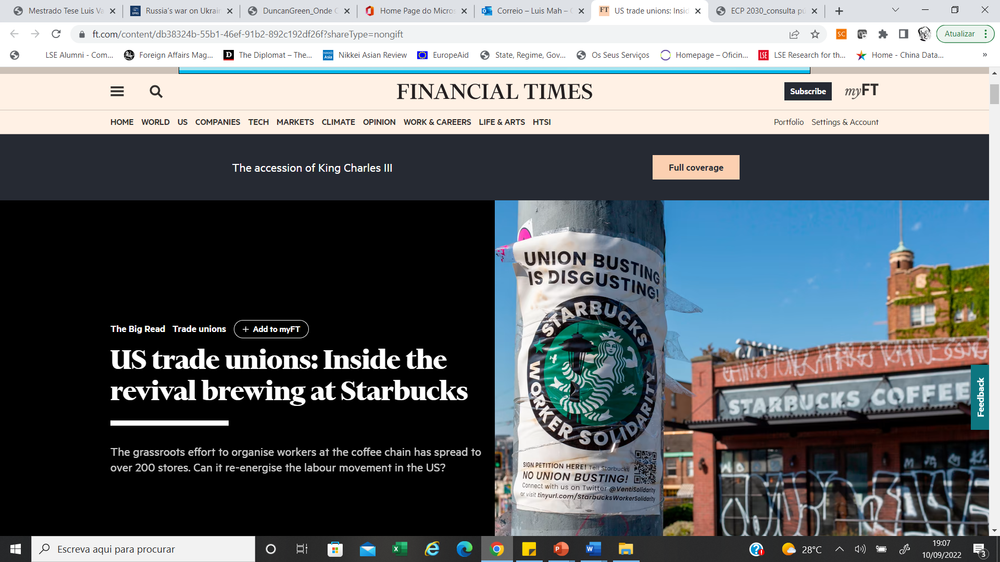 Mestrado Tese Luis Va
Russia's war on Ukrain
DuncanGreen_Onde
Home Page do Micros
Correio – Luis Mah –
FT
US trade unions: Insid
ECP 2030_consulta pú
ft.com/content/db38324b-55b1-46ef-91b2-892c192df26f?shareType=nongift
SC
Atualizar
LSE Alumni - Com...
Foreign Affairs Mag...
D
The Diplomat – The...
NIKKEI Asia
Nikkei Asian Review
EuropeAid
State, Regime, Gov...
Os Seus Serviços
Homepage – Oficin...
LSE
LSE Research for th...
Home - China Data...
»
FINANCIAL TIMES
Subscribe
myFT
HOME WORLD US COMPANIES TECH MARKETS CLIMATE OPINION WORK & CAREERS LIFE & ARTS HTSI
Portfolio Settings & Account
The accession of King Charles III
Full coverage
The Big Read Trade unions + Add to myFT
US trade unions: Inside the
revival brewing at Starbucks
The grassroots effort to organise workers at the coffee chain has spread to
over 200 stores. Can it re-energise the labour movement in the US?
UNION BUSTING
IS DISGUSTING!
STARBUCKS
WORKER SOLIDARITY
SIGN PETITION HERE! Tell Starbucks
NO UNION BUSTING!
Connect with us on Twitter @VentiSolidarity
or visit tinyurl.com/StarbucksWorkerSolidarity
STARBUCKS COFFEE
Feedback
Escreva aqui para procurar
28°C
19:07
10/09/2022
3